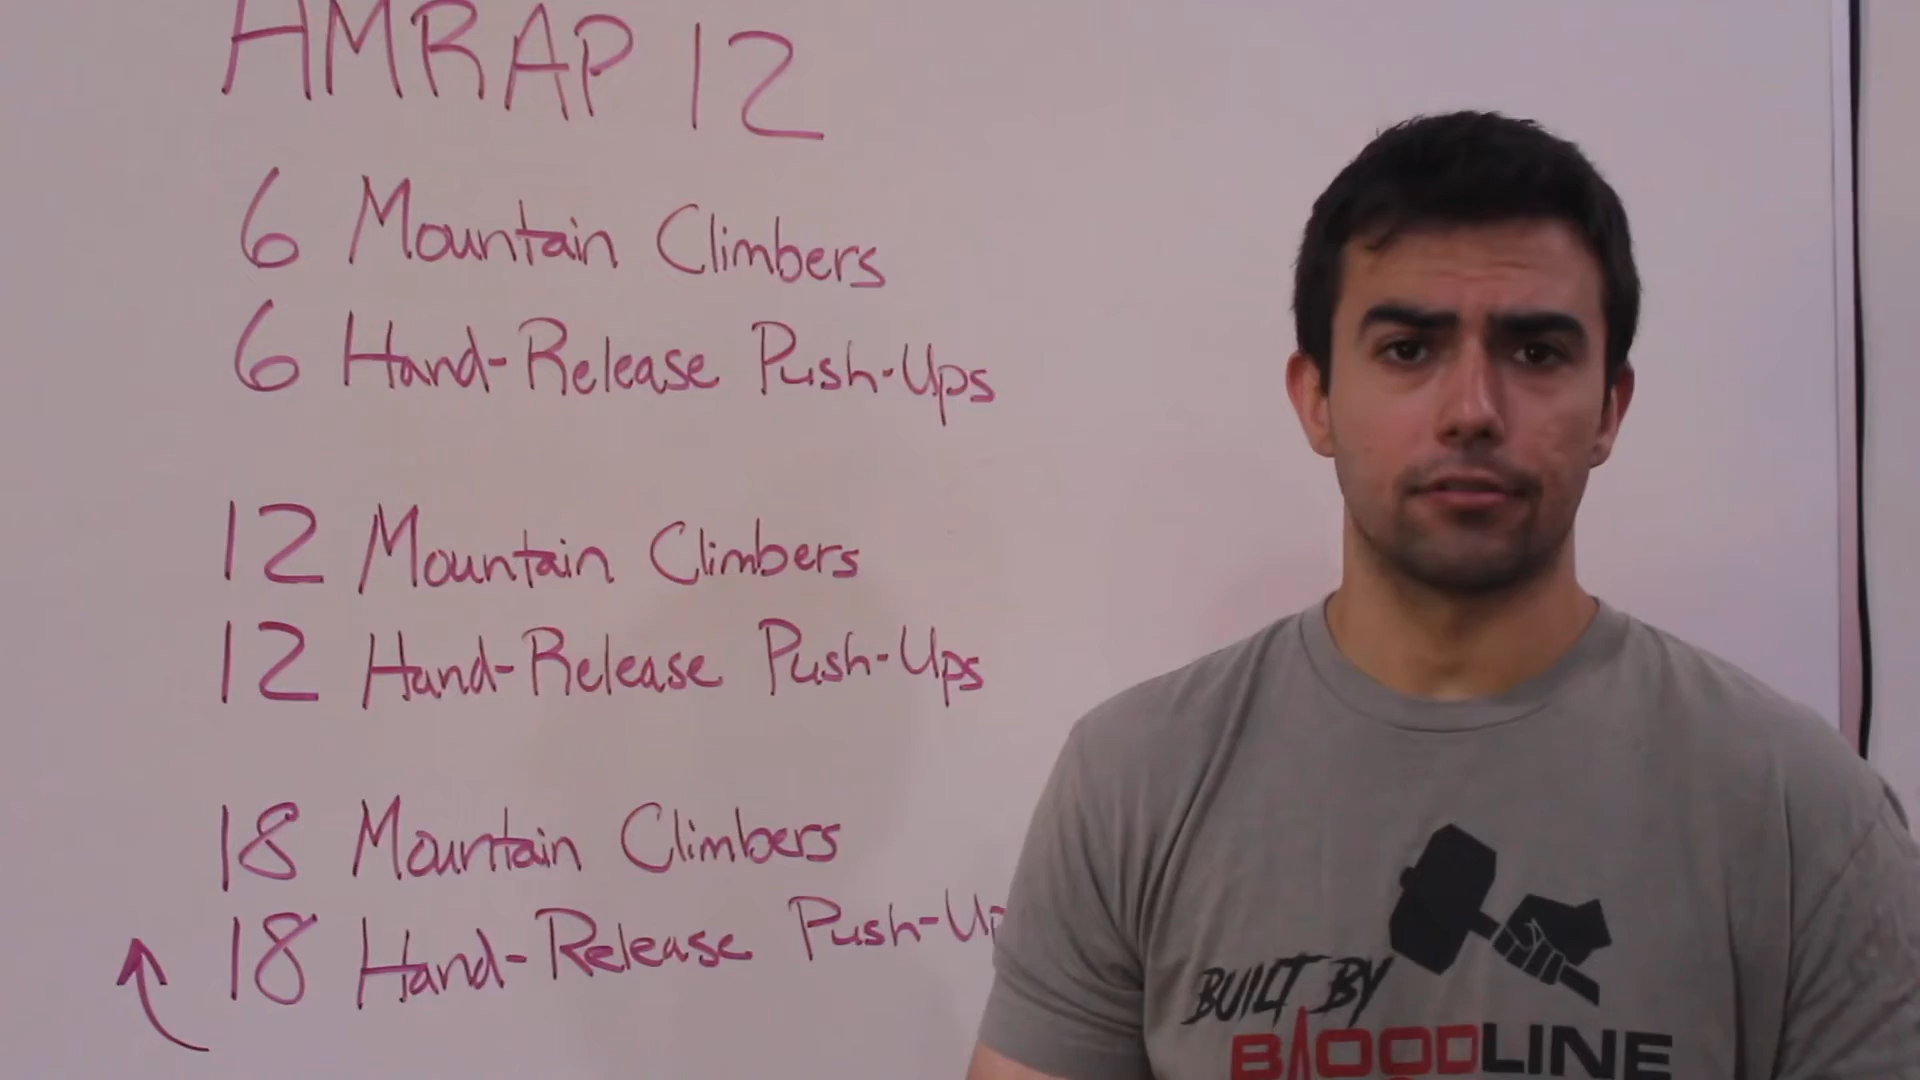 AMRAP 12
6 Mountain Climbers
6 Hand-Release Push-Ups
12 Mountain Climbers
12 Hand-Release Push-Ups
18 Mountain Climbers
18 Hand-Release Push-Up
BUILT BY
BLOODLINE